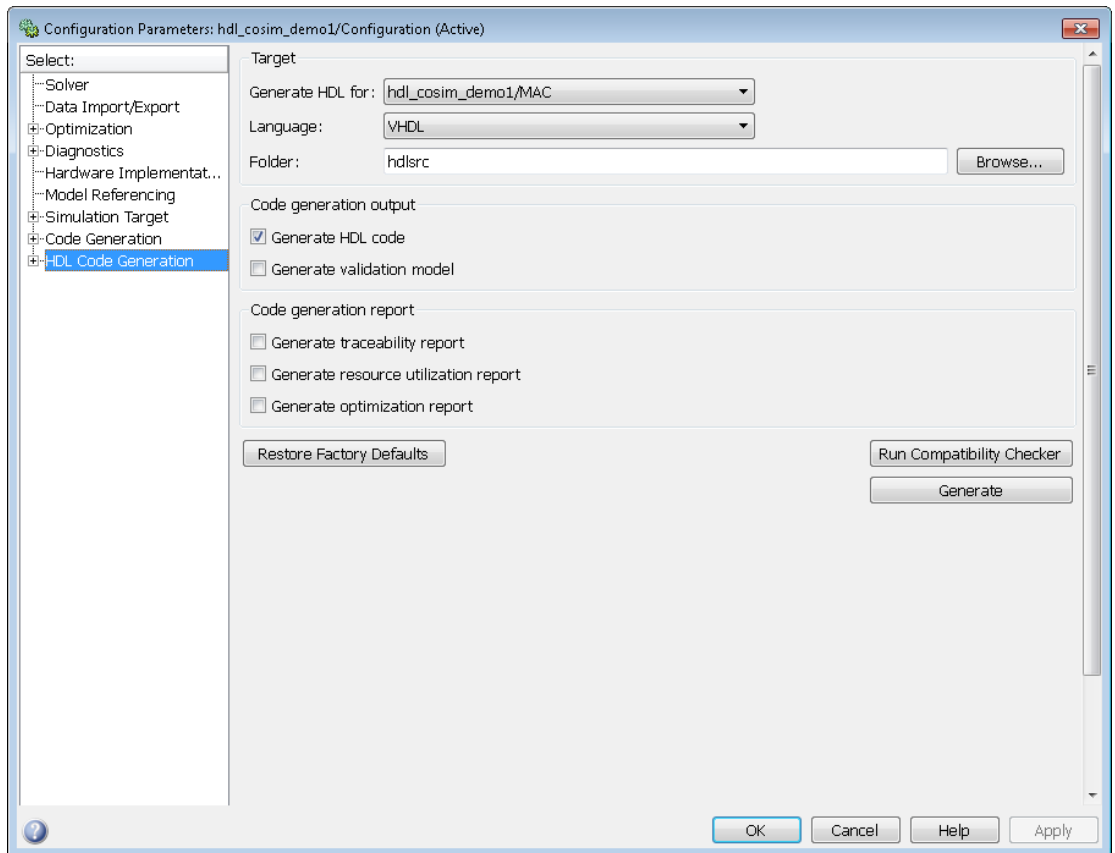 Configuration Parameters: hdl_cosim_demo1/Configuration (Active)
Select:
Solver
Data Import/Export
Optimization
Diagnostics
Hardware Implementat...
Model Referencing
Simulation Target
Code Generation
HDL Code Generation
Target
Generate HDL for: hdl_cosim_demo1/MAC
Language: VHDL
Folder: hdlsrc Browse...
Code generation output
Generate HDL code
Generate validation model
Code generation report
Generate traceability report
Generate resource utilization report
Generate optimization report
Restore Factory Defaults Run Compatibility Checker
Generate
OK Cancel Help Apply